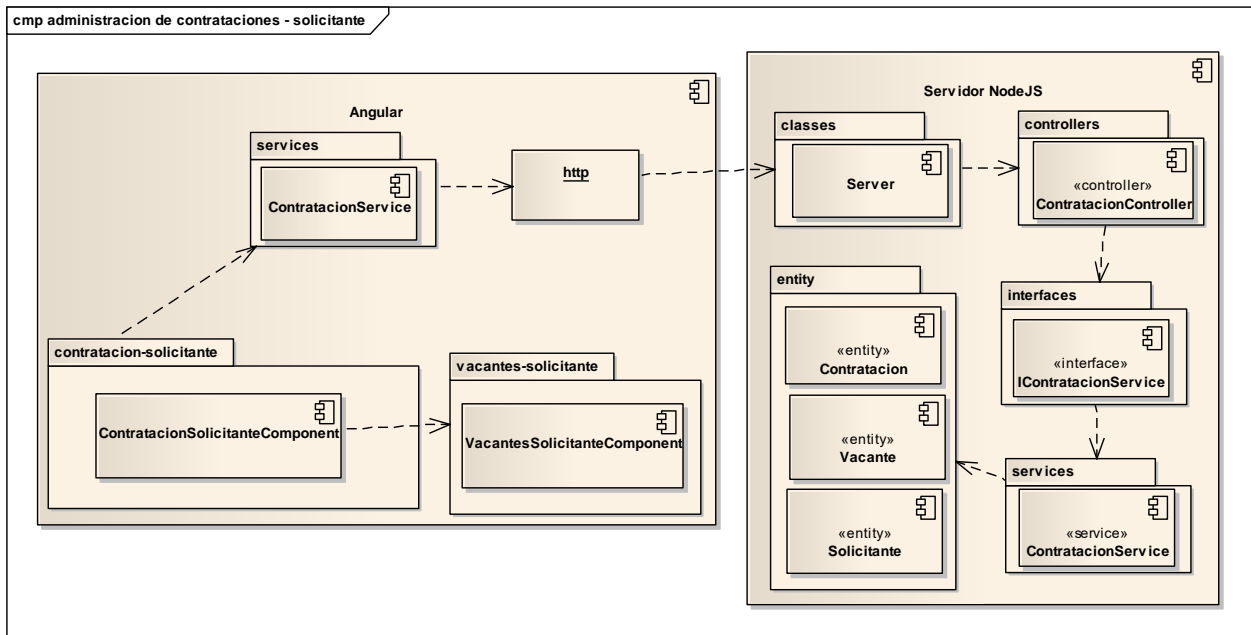 cmp administracion de contrataciones - solicitante
Angular
services
ContratacionService
http
contratacion-solicitante
ContratacionSolicitanteComponent
vacantes-solicitante
VacantesSolicitanteComponent
Servidor NodeJS
classes
Server
controllers
«controller»
ContratacionController
entity
«entity»
Contratacion
«entity»
Vacante
«entity»
Solicitante
interfaces
«interface»
IContratacionService
services
«service»
ContratacionService